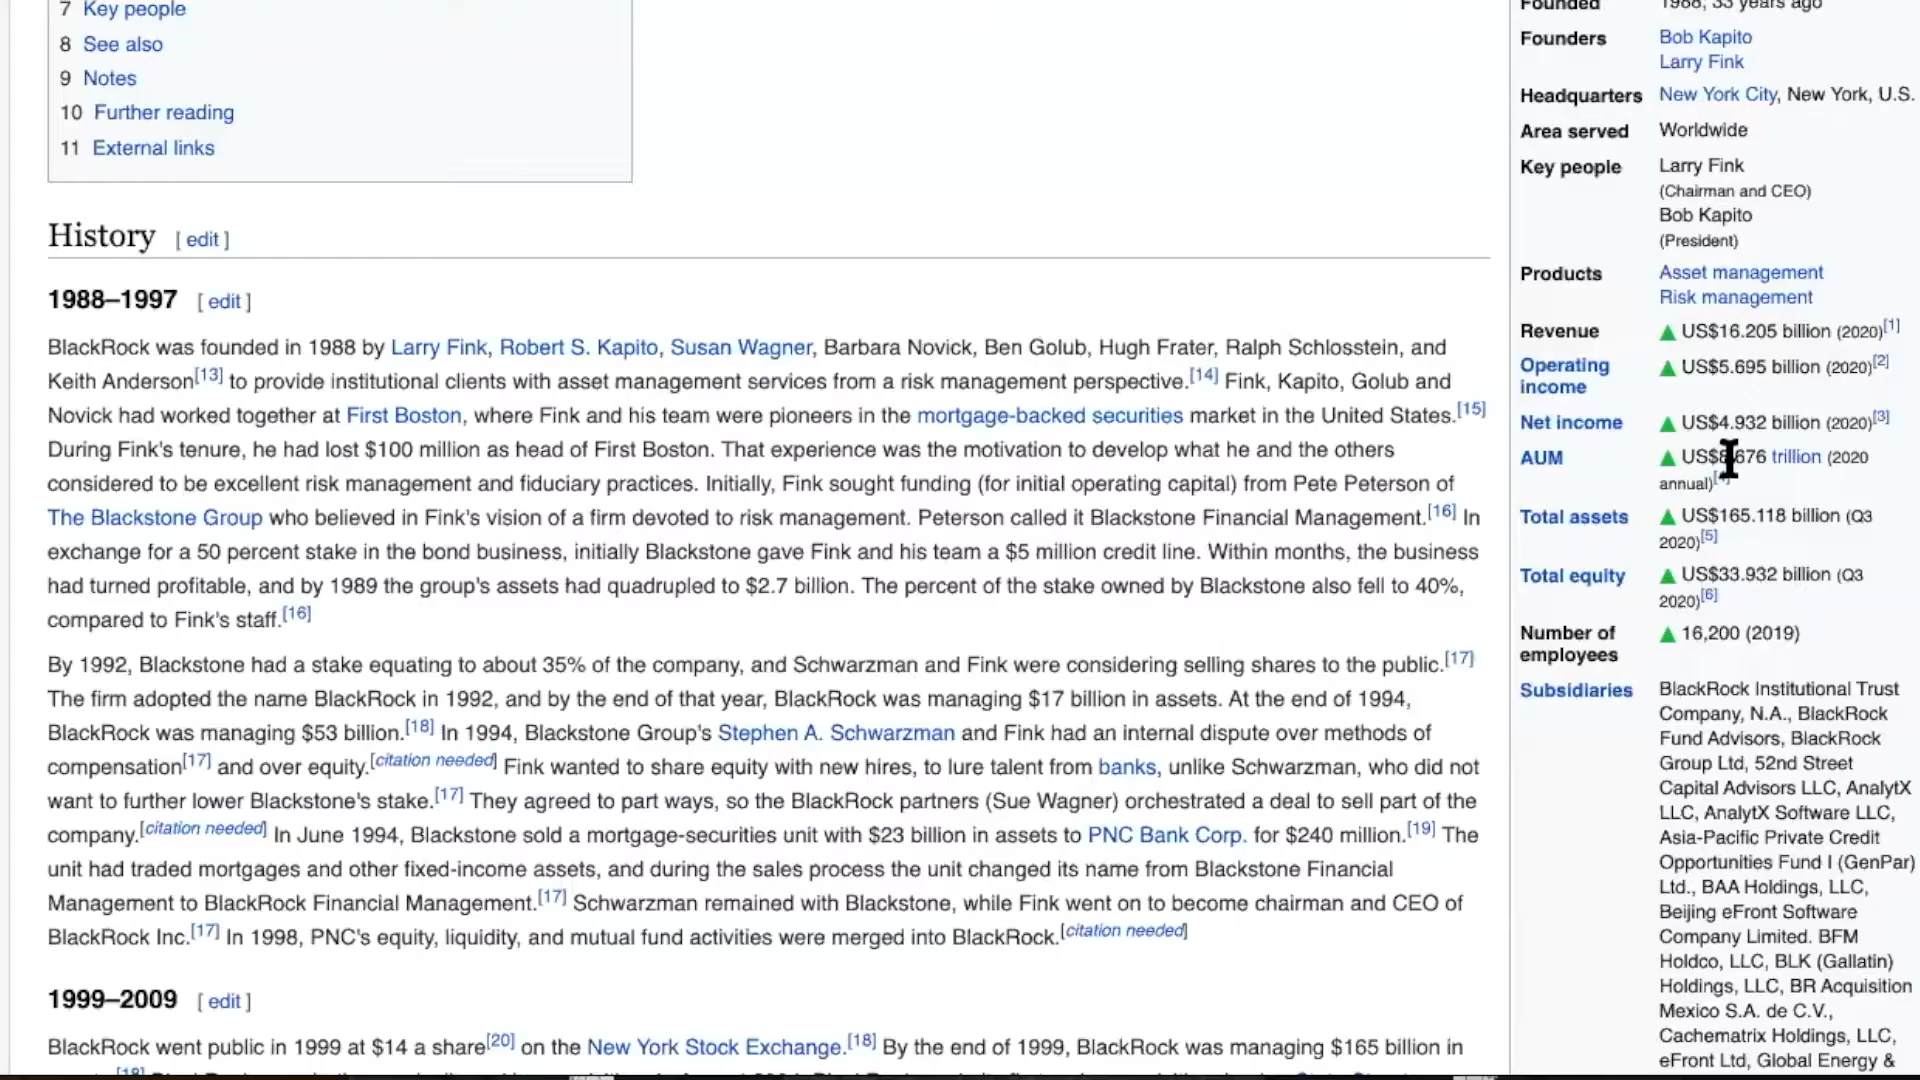 7 Key people
8 See also
9 Notes
10 Further reading
11 External links
History [ edit ]
1988–1997 [ edit ]
BlackRock was founded in 1988 by Larry Fink, Robert S. Kapito, Susan Wagner, Barbara Novick, Ben Golub, Hugh Frater, Ralph Schlosstein, and
Keith Anderson[13] to provide institutional clients with asset management services from a risk management perspective.[14] Fink, Kapito, Golub and
Novick had worked together at First Boston, where Fink and his team were pioneers in the mortgage-backed securities market in the United States.[15]
During Fink's tenure, he had lost $100 million as head of First Boston. That experience was the motivation to develop what he and the others
considered to be excellent risk management and fiduciary practices. Initially, Fink sought funding (for initial operating capital) from Pete Peterson of
The Blackstone Group who believed in Fink's vision of a firm devoted to risk management. Peterson called it Blackstone Financial Management.[16] In
exchange for a 50 percent stake in the bond business, initially Blackstone gave Fink and his team a $5 million credit line. Within months, the business
had turned profitable, and by 1989 the group's assets had quadrupled to $2.7 billion. The percent of the stake owned by Blackstone also fell to 40%,
compared to Fink's staff.[16]
By 1992, Blackstone had a stake equating to about 35% of the company, and Schwarzman and Fink were considering selling shares to the public.[17]
The firm adopted the name BlackRock in 1992, and by the end of that year, BlackRock was managing $17 billion in assets. At the end of 1994,
BlackRock was managing $53 billion.[18] In 1994, Blackstone Group's Stephen A. Schwarzman and Fink had an internal dispute over methods of
compensation[17] and over equity.[citation needed] Fink wanted to share equity with new hires, to lure talent from banks, unlike Schwarzman, who did not
want to further lower Blackstone's stake.[17] They agreed to part ways, so the BlackRock partners (Sue Wagner) orchestrated a deal to sell part of the
company.[citation needed] In June 1994, Blackstone sold a mortgage-securities unit with $23 billion in assets to PNC Bank Corp. for $240 million.[19] The
unit had traded mortgages and other fixed-income assets, and during the sales process the unit changed its name from Blackstone Financial
Management to BlackRock Financial Management.[17] Schwarzman remained with Blackstone, while Fink went on to become chairman and CEO of
BlackRock Inc.[17] In 1998, PNC's equity, liquidity, and mutual fund activities were merged into BlackRock.[citation needed]
1999–2009 [ edit ]
BlackRock went public in 1999 at $14 a share[20] on the New York Stock Exchange.[18] By the end of 1999, BlackRock was managing $165 billion in
Founded 1988; 33 years ago
Founders Bob Kapito
Larry Fink
Headquarters New York City, New York, U.S.
Area served Worldwide
Key people Larry Fink
(Chairman and CEO)
Bob Kapito
(President)
Products Asset management
Risk management
Revenue ▲ US$16.205 billion (2020)[1]
Operating income ▲ US$5.695 billion (2020)[2]
Net income ▲ US$4.932 billion (2020)[3]
AUM ▲ trillion (2020
annual)
Total assets ▲ US$165.118 billion (Q3
2020)[5]
Total equity ▲ US$33.932 billion (Q3
2020)[6]
Number of employees ▲ 16,200 (2019)
Subsidiaries BlackRock Institutional Trust
Company, N.A., BlackRock
Fund Advisors, BlackRock
Group Ltd, 52nd Street
Capital Advisors LLC, AnalytX
LLC, AnalytX Software LLC,
Asia-Pacific Private Credit
Opportunities Fund I (GenPar)
Ltd., BAA Holdings, LLC,
Beijing eFront Software
Company Limited. BFM
Holdco, LLC, BLK (Gallatin)
Holdings, LLC, BR Acquisition
Mexico S.A. de C.V.,
Cachematrix Holdings, LLC,
eFront Ltd, Global Energy &